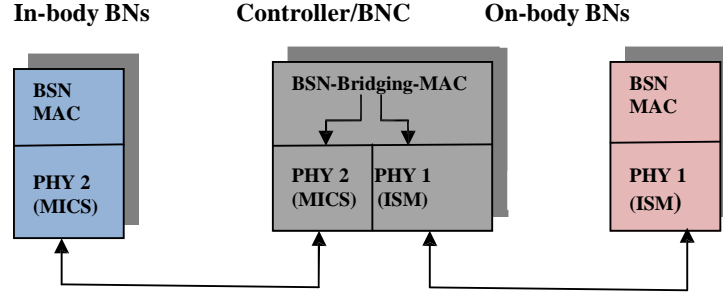 In-body BNs Controller/BNC On-body BNs
BSN
MAC
PHY 2
(MICS)
BSN-Bridging-MAC
PHY 2 PHY 1
(MICS) (ISM)
BSN
MAC
PHY 1
(ISM)